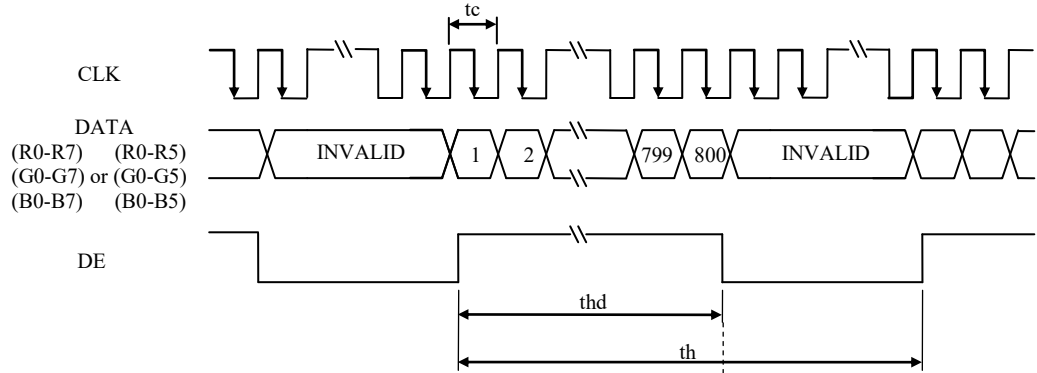 tc
CLK
DATA
(R0-R7) (R0-R5)
(G0-G7) or (G0-G5)
(B0-B7) (B0-B5)
INVALID 1 2 799 800 INVALID
DE
thd
th